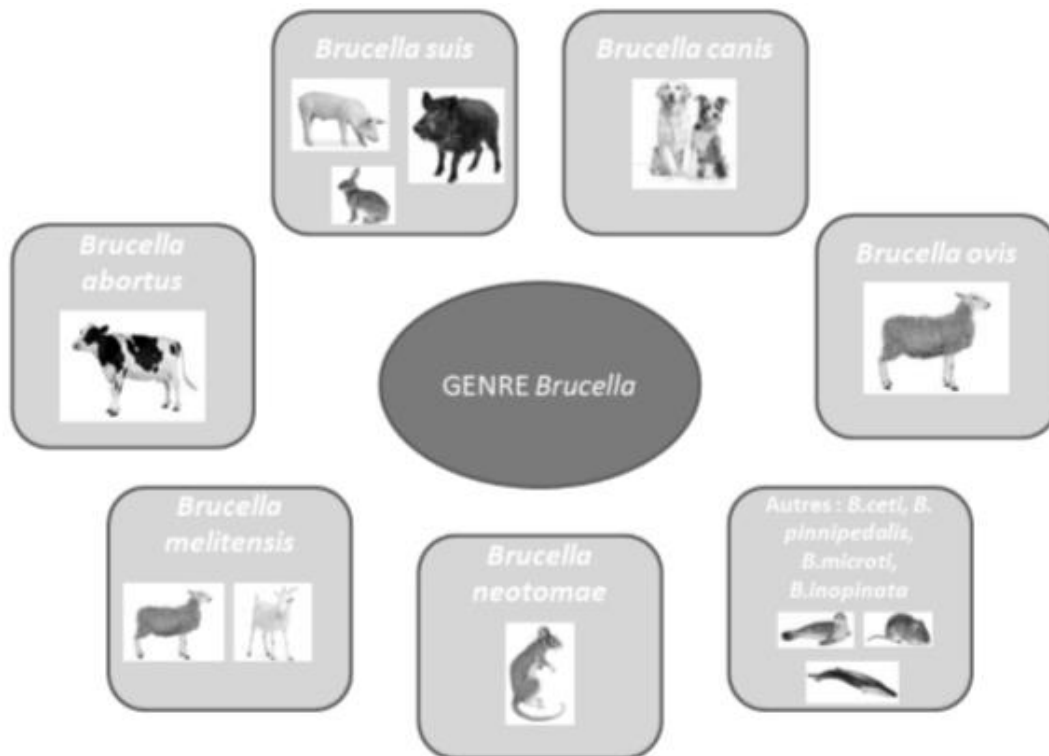 Brucella suis
Brucella canis
Brucella
abortus
Brucella ovis
GENRE Brucella
Brucella
melitensis
Brucella
neotomae
Autres : B.ceti, B.
pinnipedalis,
B.microti,
B.inopinata